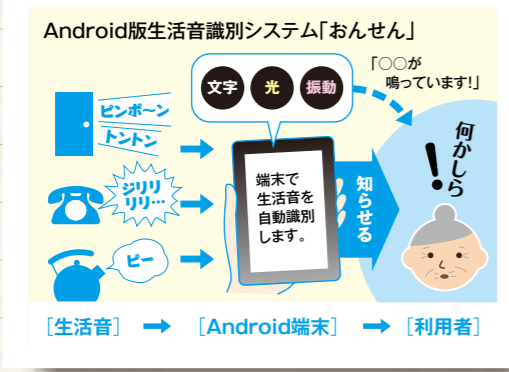 Android版生活音識別システム「おんせん」
文字 光 振動
「○○が
鳴っています!」
ピンポ〜ン
トントン
ジリリ
リリ…
ピー
端末で
生活音を
自動識別
します。
知らせる
何かしら
!
[生活音] ➡ [Android端末] ➡ [利用者]